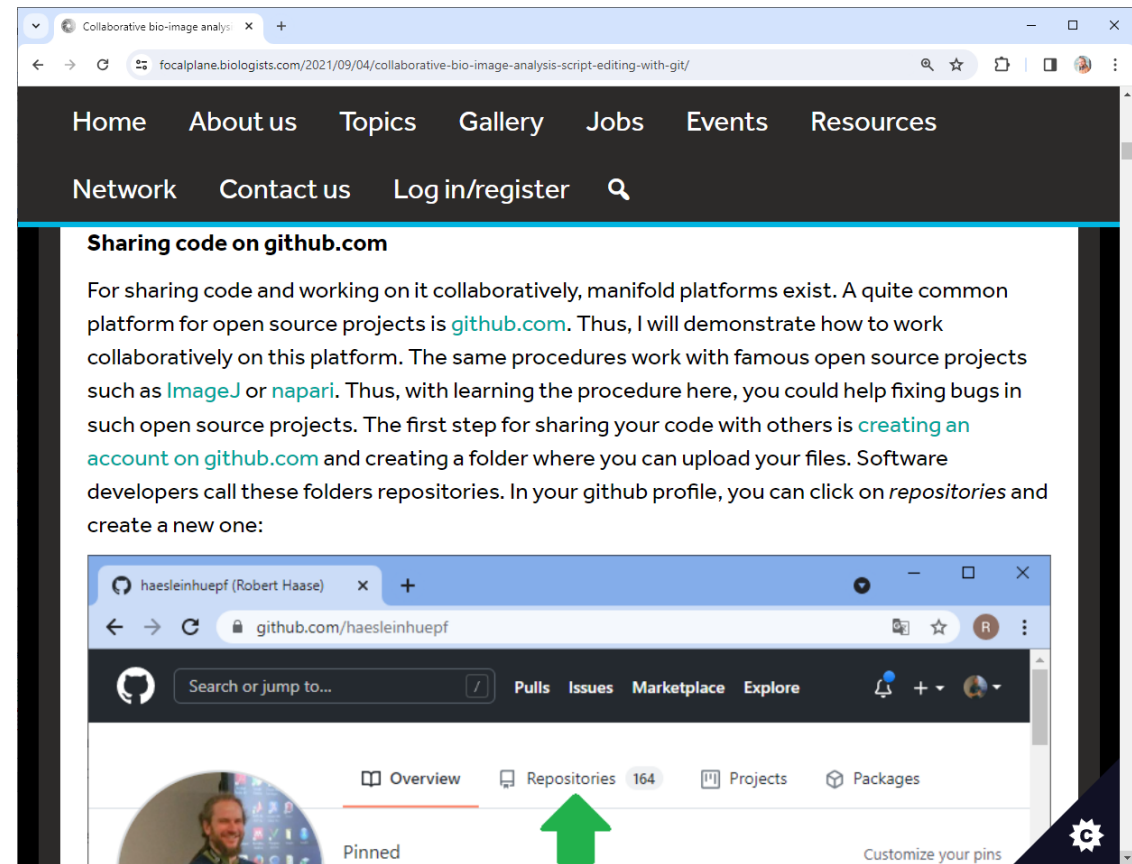 Collaborative bio-image analys
focalplane.biologists.com/2021/09/04/collaborative-bio-image-analysis-script-editing-with-git/
Home About us Topics Gallery Jobs Events Resources
Network Contact us Log in/register
Sharing code on github.com
For sharing code and working on it collaboratively, manifold platforms exist. A quite common
platform for open source projects is github.com. Thus, I will demonstrate how to work
collaboratively on this platform. The same procedures work with famous open source projects
such as ImageJ or napari. Thus, with learning the procedure here, you could help fixing bugs in
such open source projects. The first step for sharing your code with others is creating an
account on github.com and creating a folder where you can upload your files. Software
developers call these folders repositories. In your github profile, you can click on repositories and
create a new one:
haesleinhuepf (Robert Haase)
github.com/haesleinhuepf R
Search or jump to... / Pulls Issues Marketplace Explore
Overview Repositories 164 Projects Packages
Pinned Customize your pins
C